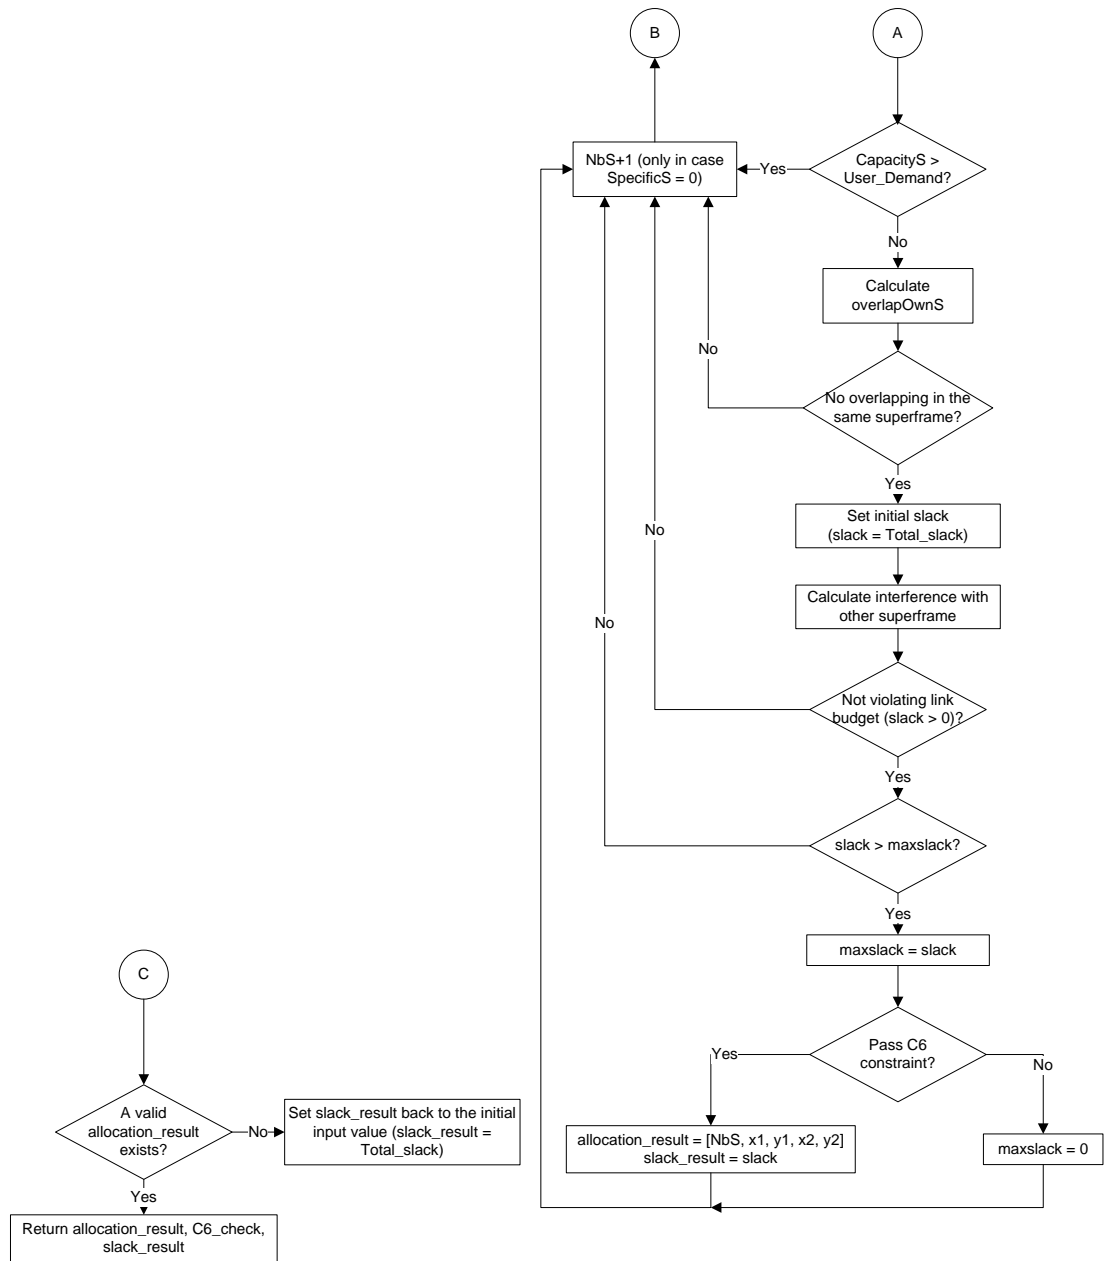 B
A
NbS+1 (only in case
SpecificS = 0)
Yes
CapacityS >
User_Demand?
No
Calculate
overlapOwnS
No
No overlapping in the
same superframe?
Yes
Set initial slack
(slack = Total_slack)
No
Calculate interference with
other superframe
No
Not violating link
budget (slack > 0)?
Yes
slack > maxslack?
Yes
maxslack = slack
C
Pass C6
constraint?
Yes
No
A valid
allocation_result
exists?
No
Set slack_result back to the initial
input value (slack_result =
Total_slack)
allocation_result = [NbS, x1, y1, x2, y2]
slack_result = slack
maxslack = 0
Yes
Return allocation_result, C6_check,
slack_result